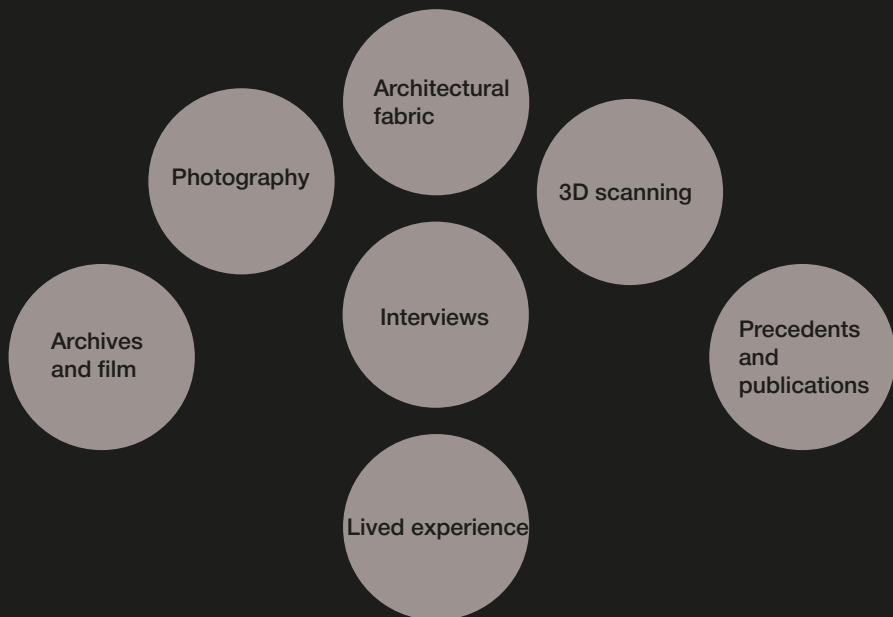 Architectural
fabric
Photography
3D scanning
Interviews
Archives
and film
Precedents
and
publications
Lived experience